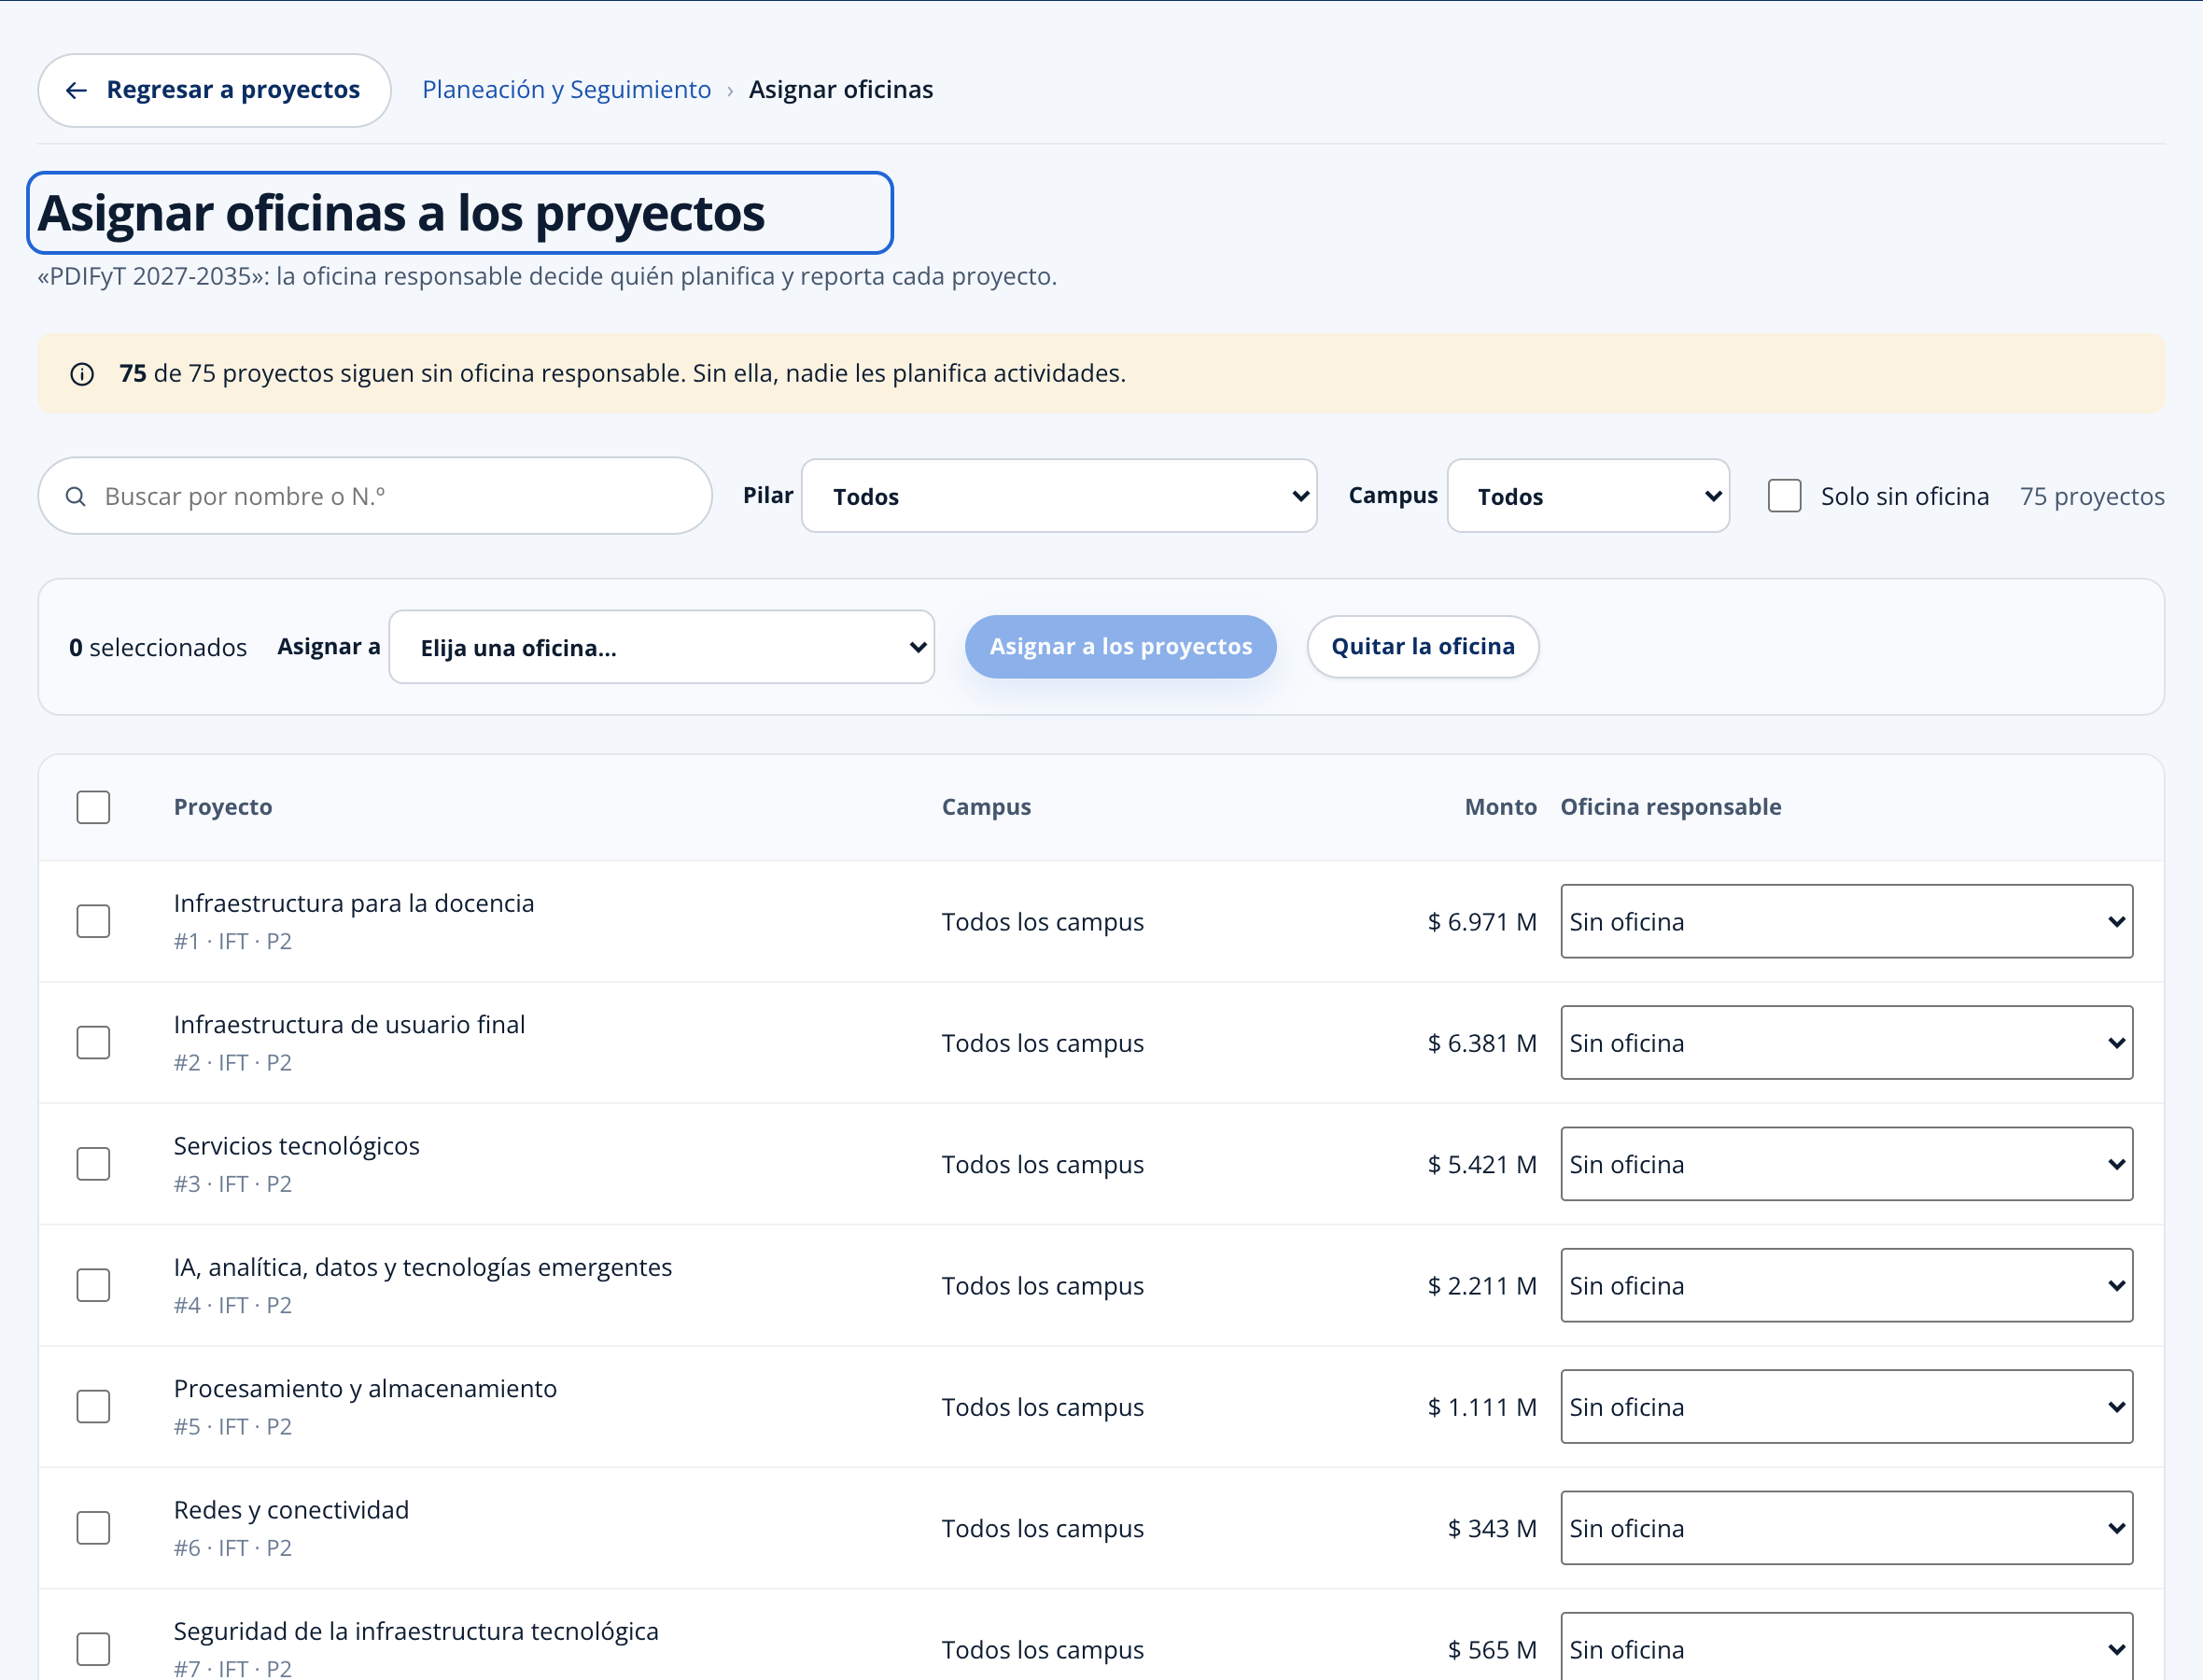 Regresar a proyectos
Planeación y Seguimiento › Asignar oficinas
Asignar oficinas a los proyectos
«PDIFyT 2027-2035»: la oficina responsable decide quién planifica y reporta cada proyecto.
75 de 75 proyectos siguen sin oficina responsable. Sin ella, nadie les planifica actividades.
Buscar por nombre o N.º Pilar Todos Campus Todos Solo sin oficina 75 proyectos
0 seleccionados Asignar a Elija una oficina... Asignar a los proyectos Quitar la oficina
Proyecto Campus Monto Oficina responsable
Infraestructura para la docencia
#1 · IFT · P2
Todos los campus $ 6.971 M Sin oficina
Infraestructura de usuario final
#2 · IFT · P2
Todos los campus $ 6.381 M Sin oficina
Servicios tecnológicos
#3 · IFT · P2
Todos los campus $ 5.421 M Sin oficina
IA, analítica, datos y tecnologías emergentes
#4 · IFT · P2
Todos los campus $ 2.211 M Sin oficina
Procesamiento y almacenamiento
#5 · IFT · P2
Todos los campus $ 1.111 M Sin oficina
Redes y conectividad
#6 · IFT · P2
Todos los campus $ 343 M Sin oficina
Seguridad de la infraestructura tecnológica
#7 · IFT · P2
Todos los campus $ 565 M Sin oficina